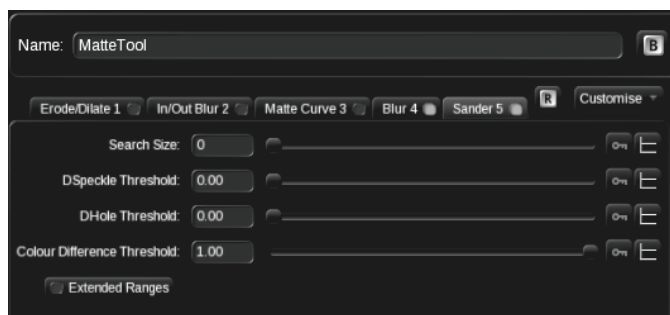 Name: MatteTool B
Erode/Dilate 1 In/Out Blur 2 Matte Curve 3 Blur 4 Sander 5 R Customise
Search Size: 0
DSpeckle Threshold: 0.00
DHole Threshold: 0.00
Colour Difference Threshold: 1.00
Extended Ranges